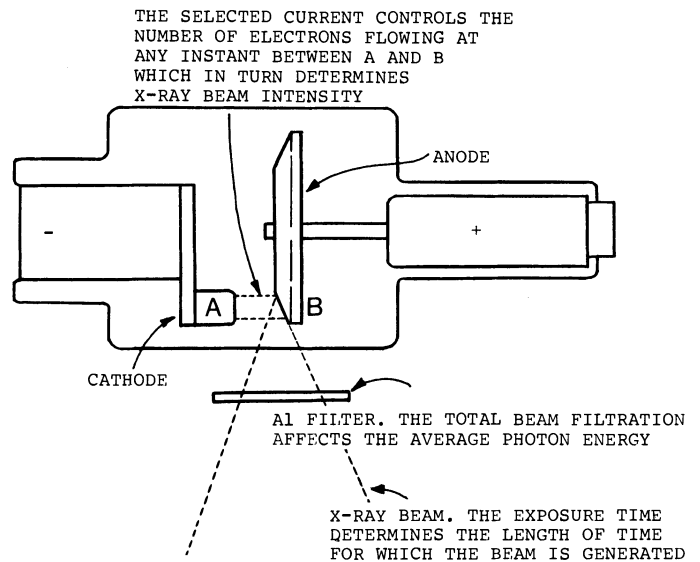 THE SELECTED CURRENT CONTROLS THE
NUMBER OF ELECTRONS FLOWING AT
ANY INSTANT BETWEEN A AND B
WHICH IN TURN DETERMINES
X-RAY BEAM INTENSITY
ANODE
-
+
A
B
CATHODE
Al FILTER. THE TOTAL BEAM FILTRATION
AFFECTS THE AVERAGE PHOTON ENERGY
X-RAY BEAM. THE EXPOSURE TIME
DETERMINES THE LENGTH OF TIME
FOR WHICH THE BEAM IS GENERATED